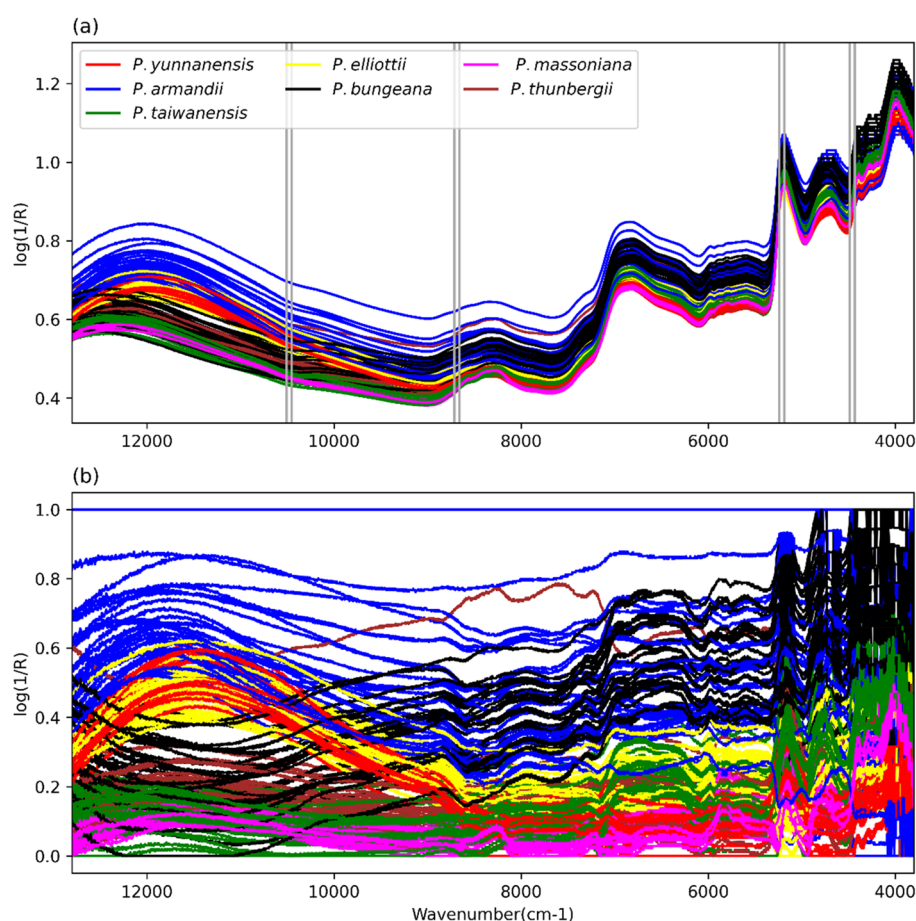 (a)
P. yunnanensis P. elliottii P. massoniana
P. armandii P. bungeana P. thunbergii
P. taiwanensis
log(1/R)
1.2
1.0
0.8
0.6
0.4
12000 10000 8000 6000 4000
(b)
log(1/R)
1.0
0.8
0.6
0.4
0.2
0.0
12000 10000 8000 6000 4000
Wavenumber(cm-1)